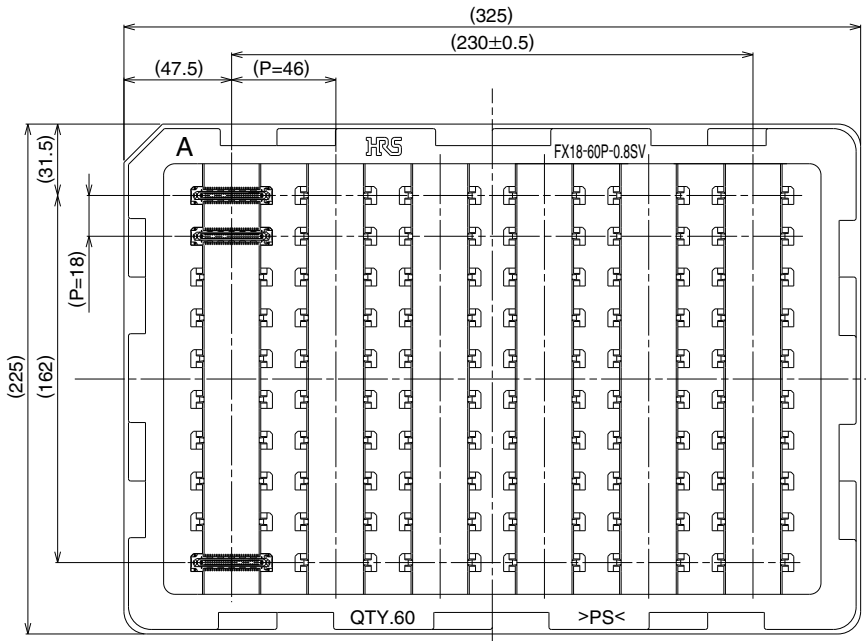 (325)
(230±0.5)
(47.5)
(P=46)
(31.5)
A
HRS
FX18-60P-0.8SV
(P=18)
(162)
(225)
QTY.60
>PS<